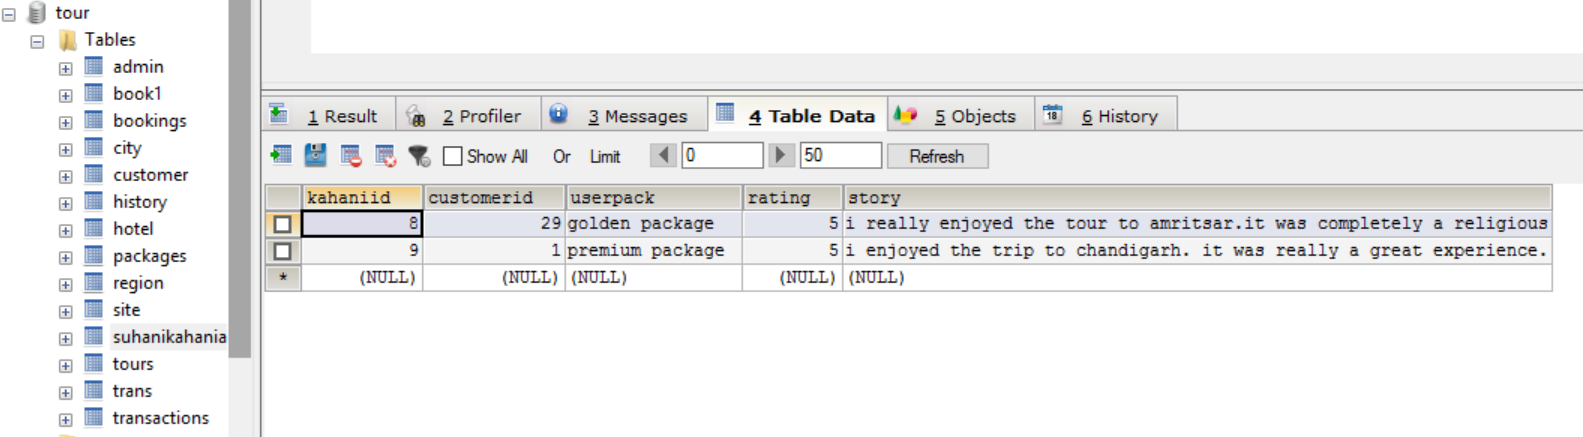 tour
Tables
admin
book1
bookings
city
customer
history
hotel
packages
region
site
suhanikahania
tours
trans
transactions
1 Result 2 Profiler 3 Messages 4 Table Data 5 Objects 18 6 History
Show All Or Limit 0 50 Refresh
kahaniid customerid userpack rating story
8 29 golden package 5 i really enjoyed the tour to amritsar.it was completely a religious
9 1 premium package 5 i enjoyed the trip to chandigarh. it was really a great experience.
* (NULL) (NULL) (NULL) (NULL) (NULL)